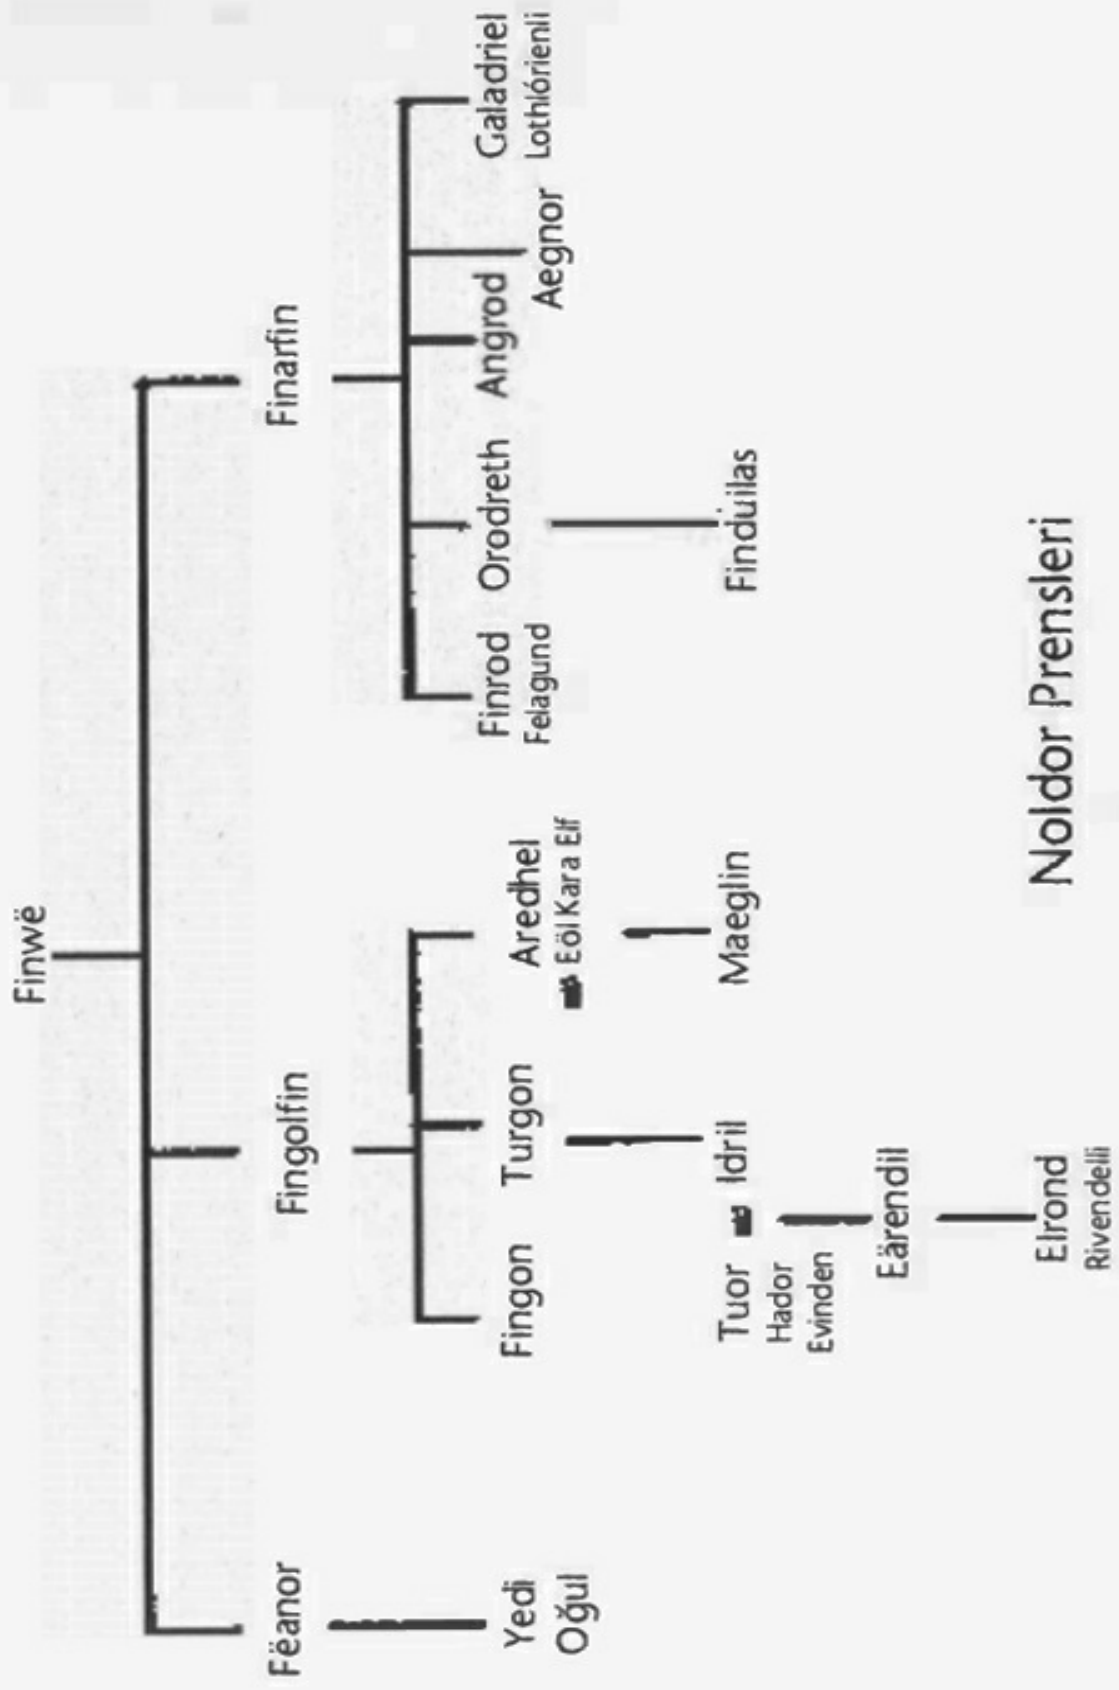 Finwë
Fëanor
Fingolfin
Finarfin
Yedi
Oğul
Fingon
Turgon
Aredhel
Eöl Kara Elf
Finrod
Felagund
Orodreth
Angrod
Aegnor
Galadriel
Lothlórienli
Tuor
Hador
Evinden
Idril
Maeglin
Finduilas
Eärendil
Elrond
Rivendelli
Noldor Prensleri